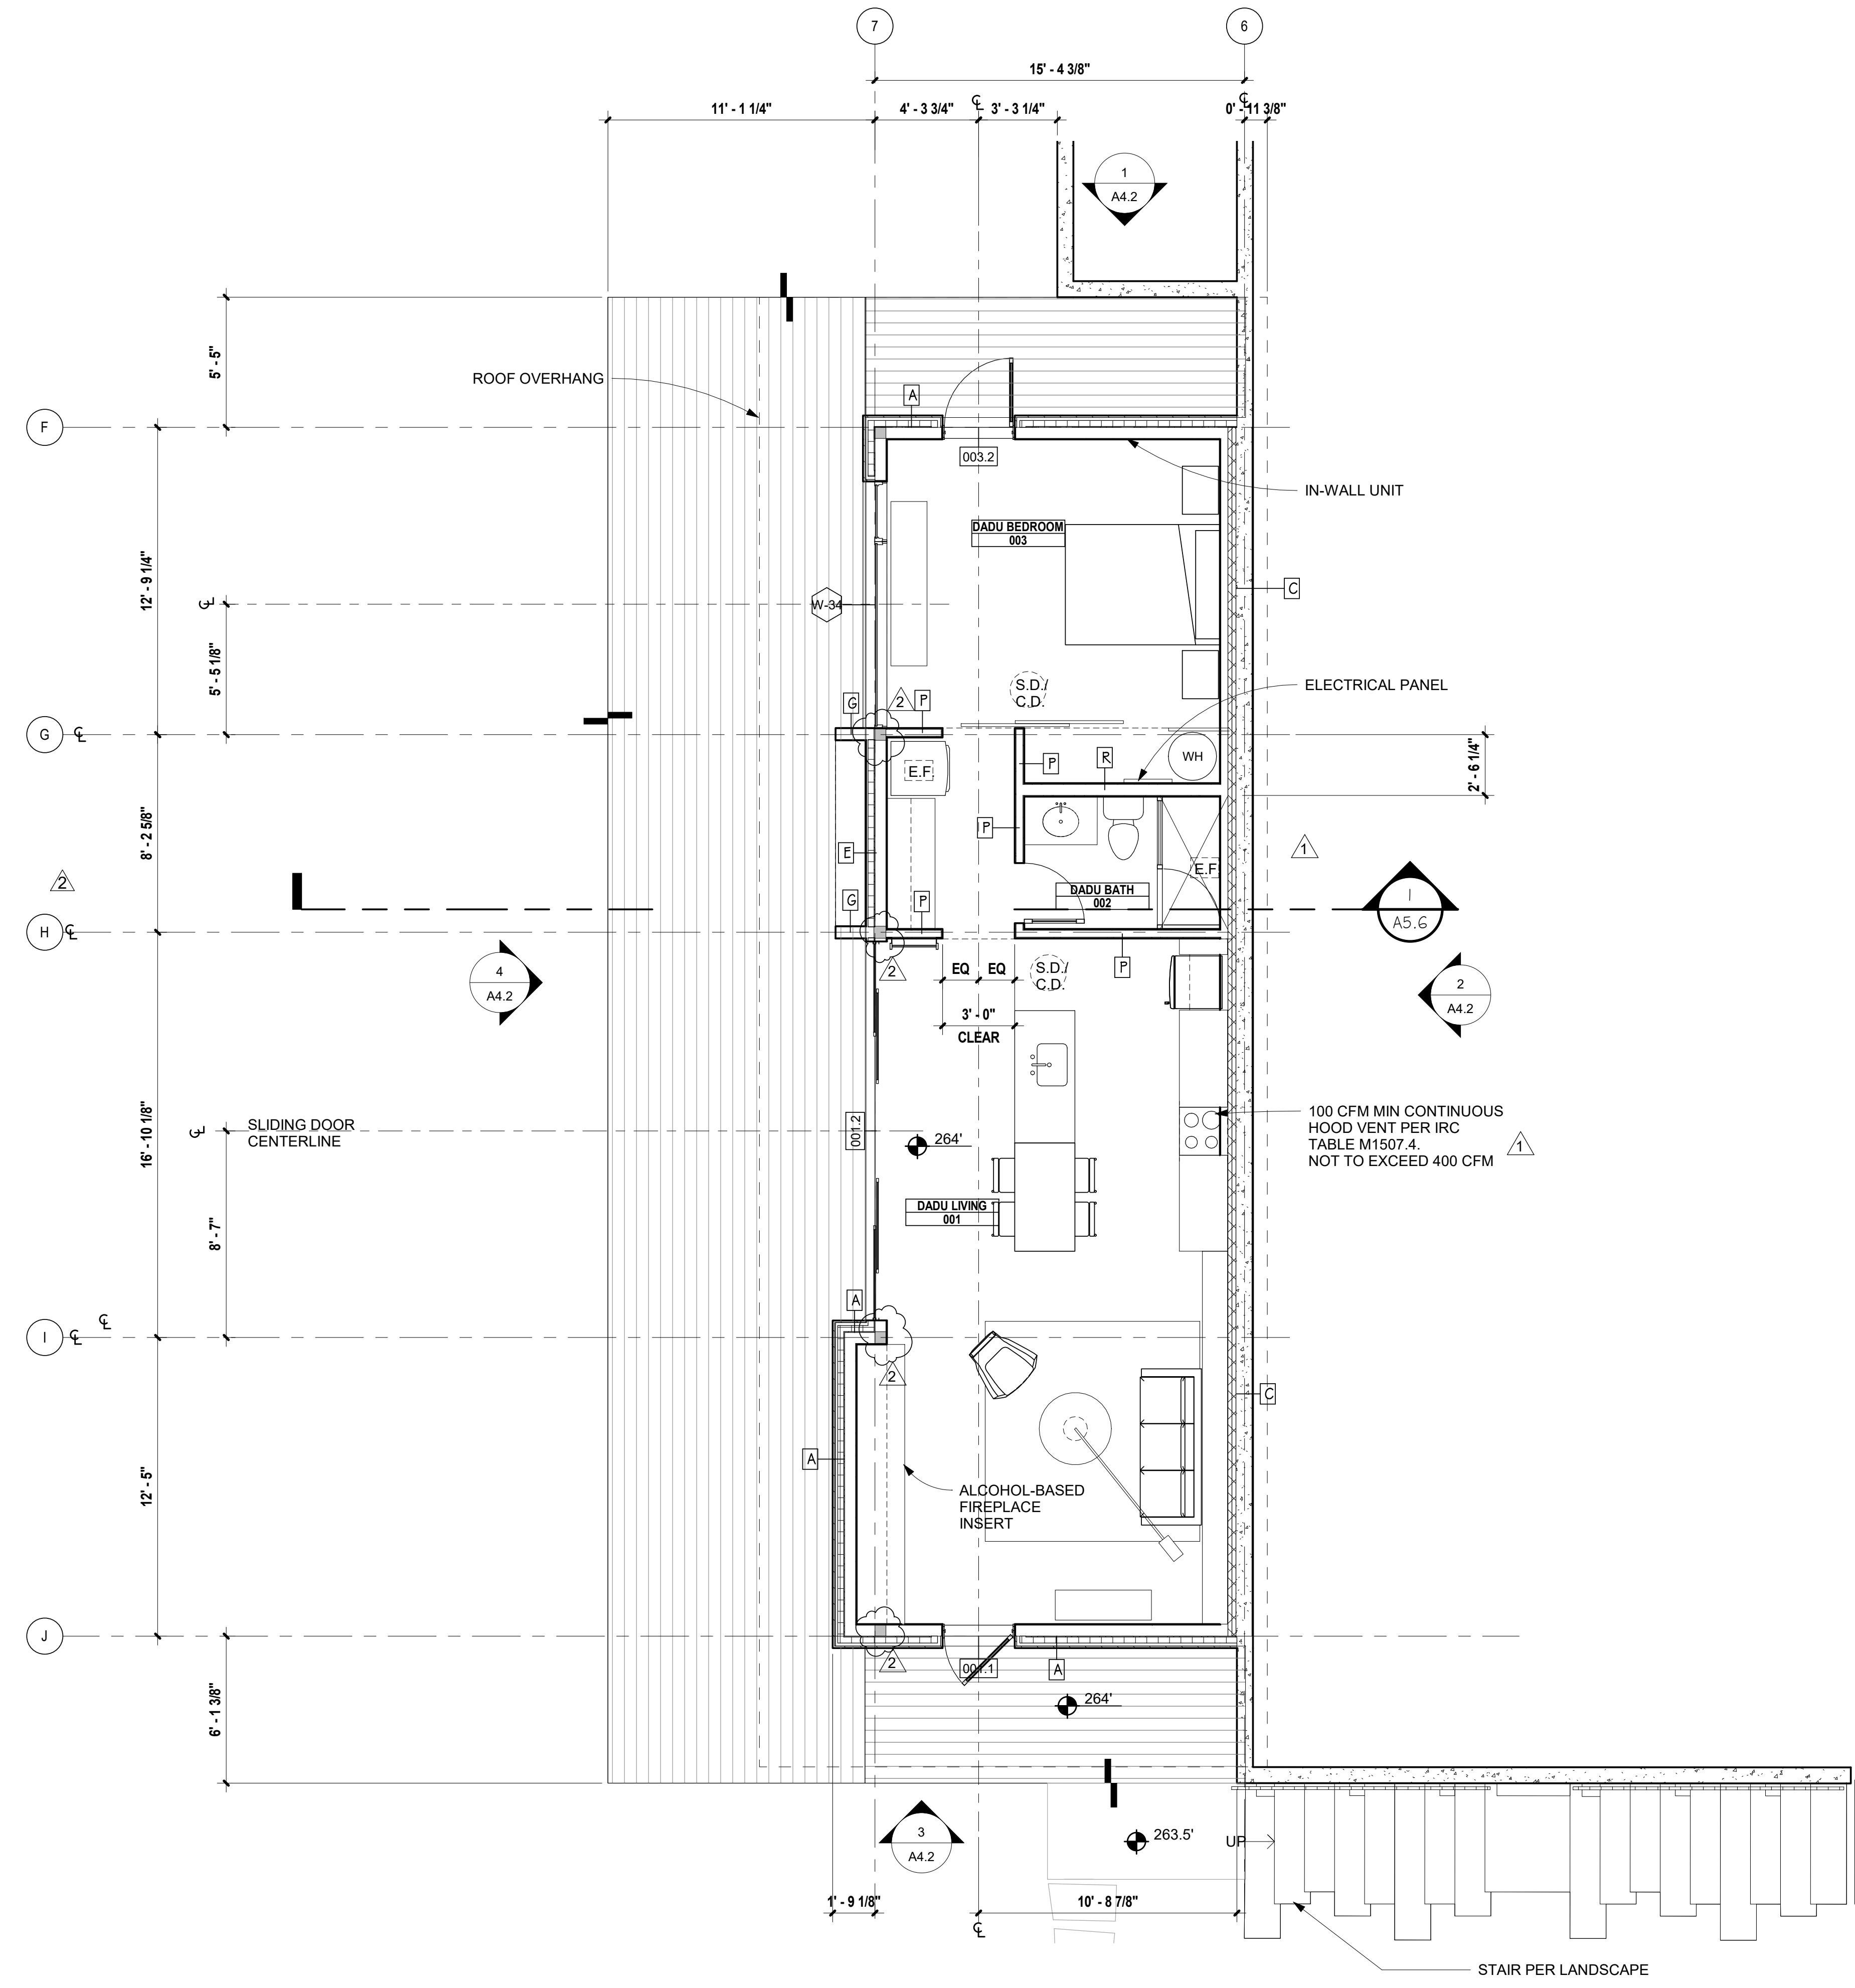 7
6
15' - 4 3/8"
11' - 1 1/4"
4' - 3 3/4"
3' - 3 1/4"
0' - 11 3/8"
1
A4.2
5' - 5"
ROOF OVERHANG
A
F
003.2
IN-WALL UNIT
DADU BEDROOM
003
12' - 9 1/4"
C
W-34
5' - 5 1/8"
S.D./
C.D.
ELECTRICAL PANEL
G
2
P
G
E.F.
P
R
WH
2' - 6 1/4"
8' - 2 5/8"
P
E
1
E.F.
2
DADU BATH
002
G
P
1
A5.6
H
P
2
4
A4.2
EQ
EQ
S.D./
C.D.
2
A4.2
3' - 0"
CLEAR
16' - 10 1/8"
SLIDING DOOR
CENTERLINE
001.2
264'
100 CFM MIN CONTINUOUS
HOOD VENT PER IRC
TABLE M1507.4.
NOT TO EXCEED 400 CFM
1
DADU LIVING
001
8' - 7"
A
I
2
C
A
12' - 5"
ALCOHOL-BASED
FIREPLACE
INSERT
J
2
001.1
A
264'
6' - 1 3/8"
3
A4.2
263.5'
UP
1' - 9 1/8"
10' - 8 7/8"
STAIR PER LANDSCAPE